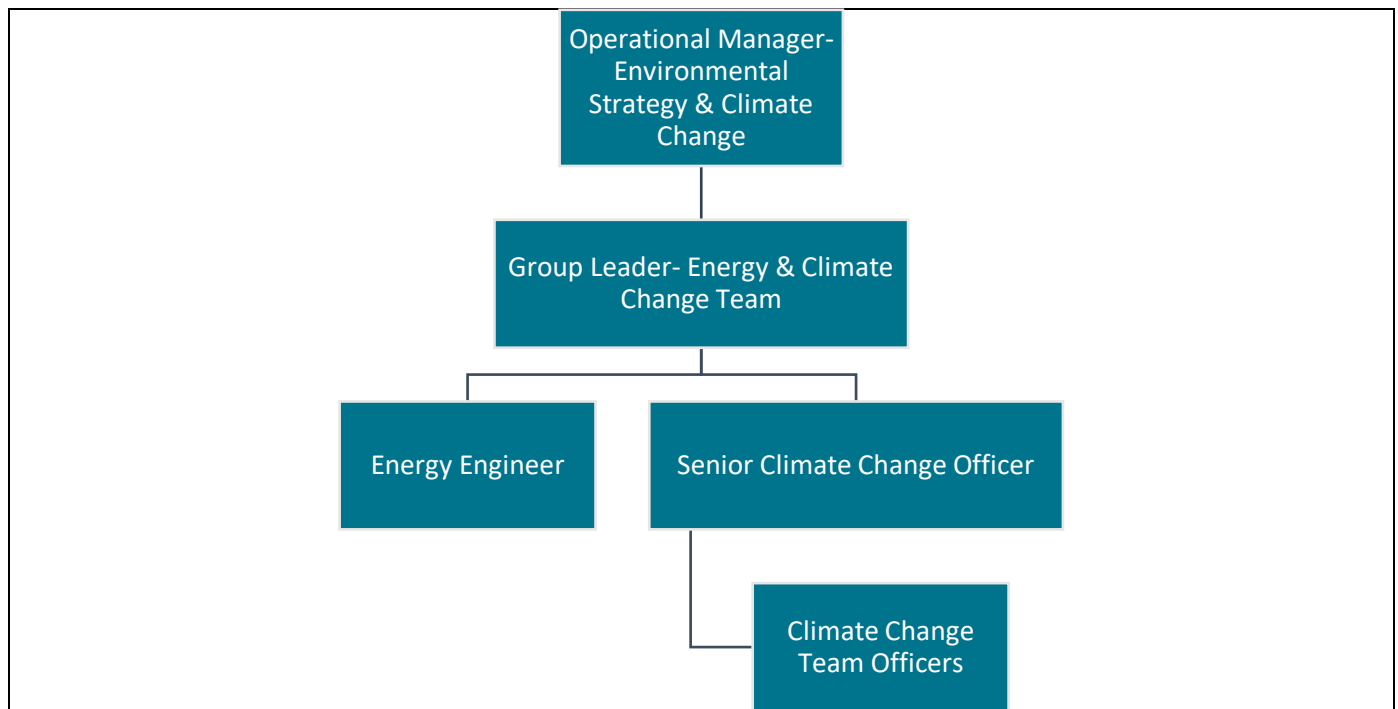 Operational Manager-
Environmental
Strategy & Climate
Change
Group Leader- Energy & Climate
Change Team
Energy Engineer
Senior Climate Change Officer
Climate Change
Team Officers